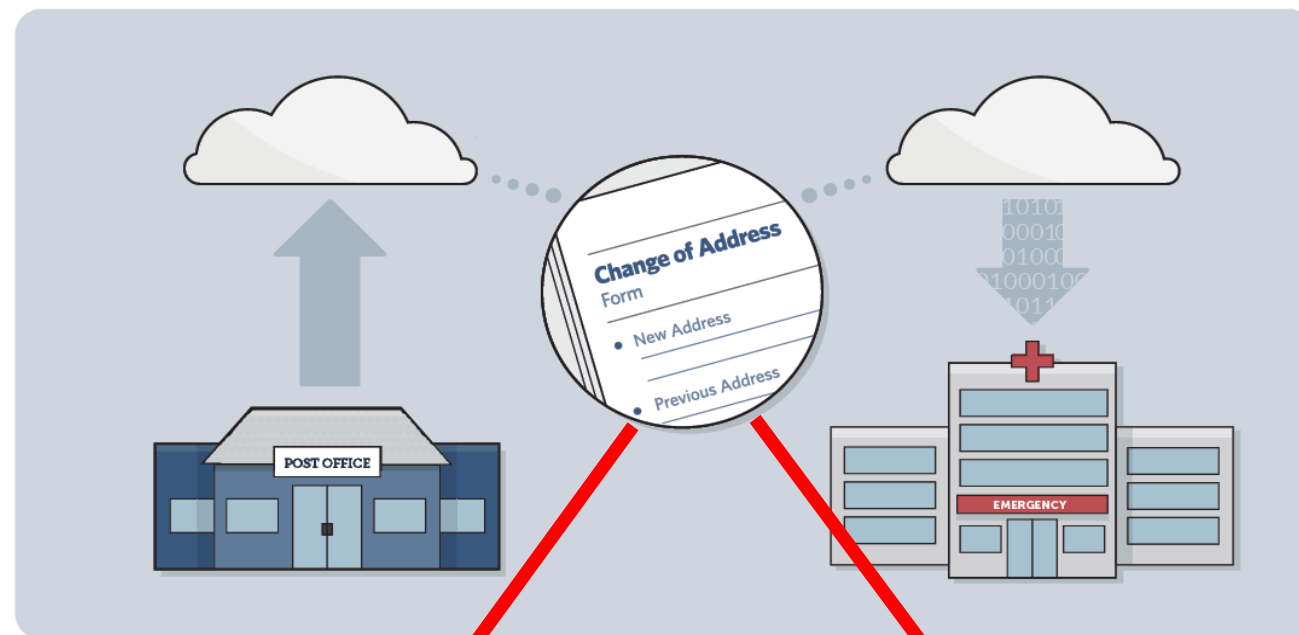 Change of Address
Form
New Address
Previous Address
POST OFFICE
EMERGENCY